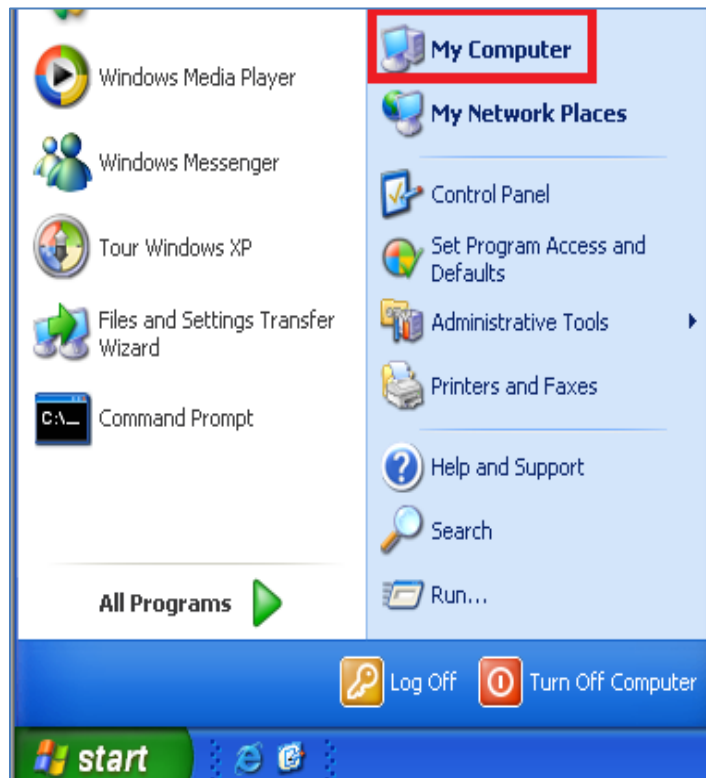 Windows Media Player
Windows Messenger
Tour Windows XP
Files and Settings Transfer
Wizard
C:\_
Command Prompt
All Programs
My Computer
My Network Places
Control Panel
Set Program Access and
Defaults
Administrative Tools
Printers and Faxes
Help and Support
Search
Run...
Log Off
Turn Off Computer
start